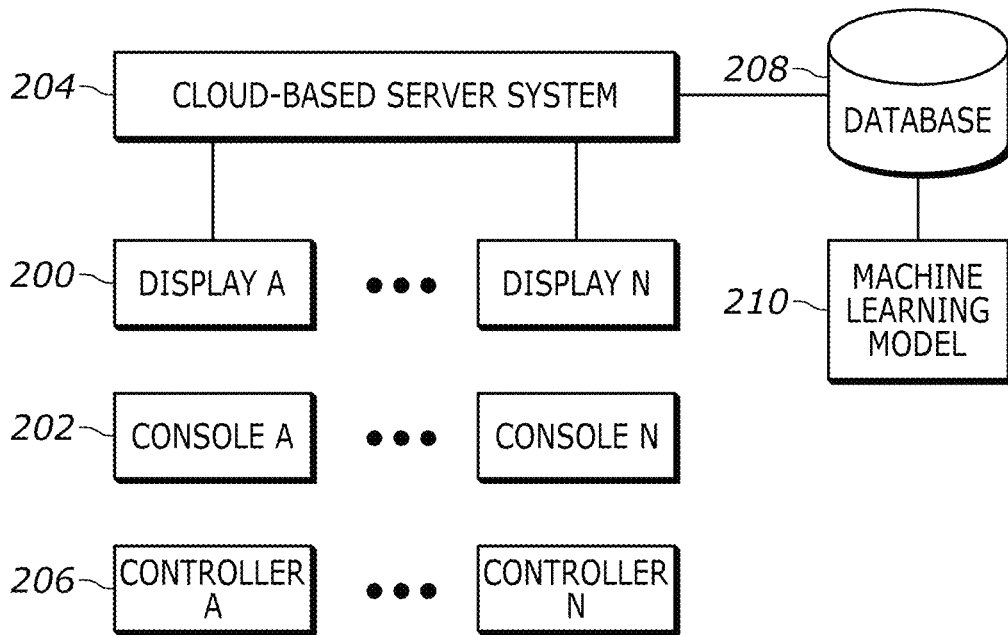 204
CLOUD-BASED SERVER SYSTEM
208
DATABASE
200
DISPLAY A
DISPLAY N
210
MACHINE
LEARNING
MODEL
202
CONSOLE A
CONSOLE N
206
CONTROLLER
A
CONTROLLER
N